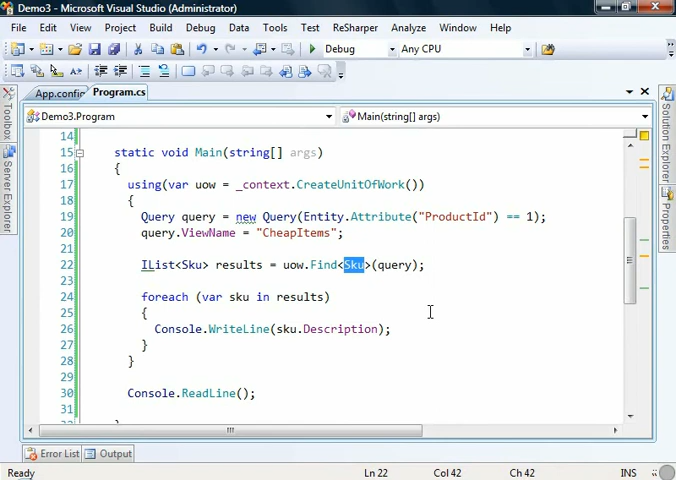 Demo3 - Microsoft Visual Studio (Administrator)
File Edit View Project Build Debug Data Tools Test ReSharper Analyze Window Help
Debug Any CPU
App.config Program.cs
Demo3.Program Main(string[] args)
14
15 static void Main(string[] args)
16 {
17 using(var uow = _context.CreateUnitOfWork())
18 {
19 Query query = new Query(Entity.Attribute("ProductId") == 1);
20 query.ViewName = "CheapItems";
21
22 IList<Sku> results = uow.Find<Sku>(query);
23
24 foreach (var sku in results)
25 {
26 Console.WriteLine(sku.Description);
27 }
28 }
29
30 Console.ReadLine();
31
Toolbox
Server Explorer
Solution Explorer
Properties
Error List Output
Ready Ln 22 Col 42 Ch 42 INS